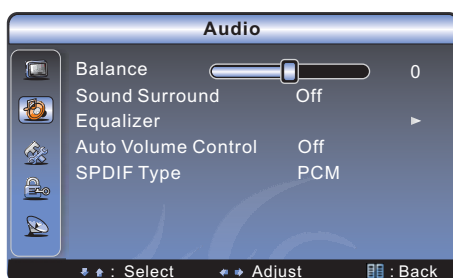 Audio
Balance 0
Sound Surround Off
Equalizer
Auto Volume Control Off
SPDIF Type PCM
: Select Adjust : Back